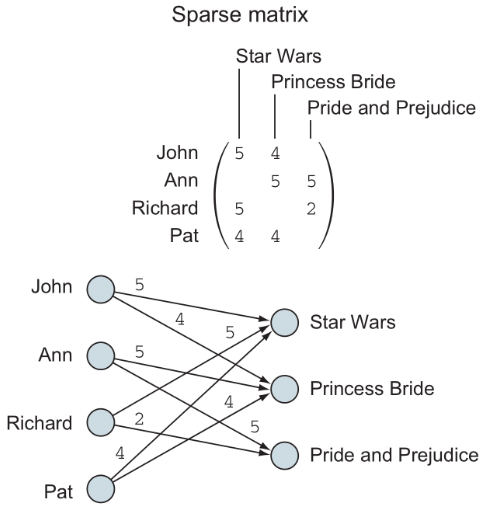 Sparse matrix
Star Wars
Princess Bride
Pride and Prejudice
John 5 4
Ann 5 5
Richard 5 2
Pat 4 4
John 5
4 5 Star Wars
Ann 5
Princess Bride
4
Richard 2 5
4 Pride and Prejudice
Pat